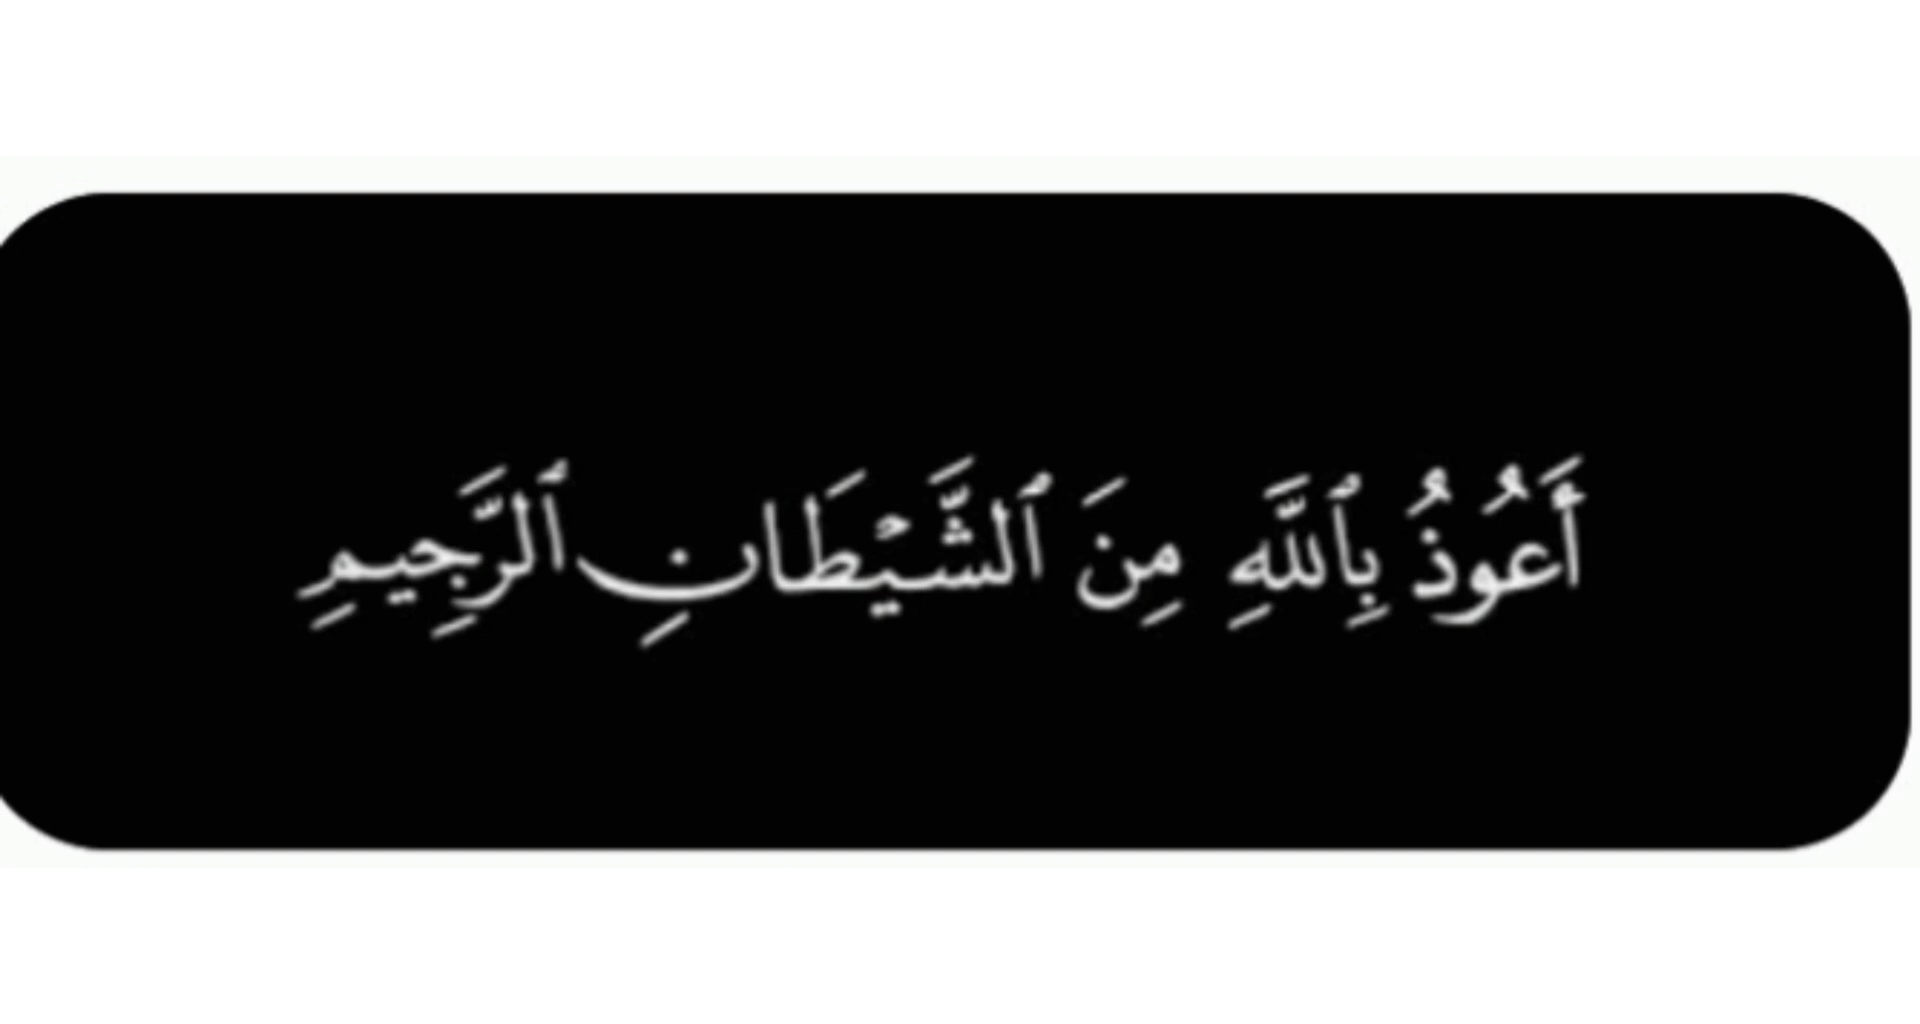 أَعُوذُ بِٱللَّهِ مِنَ ٱلشَّيۡطَانِ ٱلرَّجِيمِ